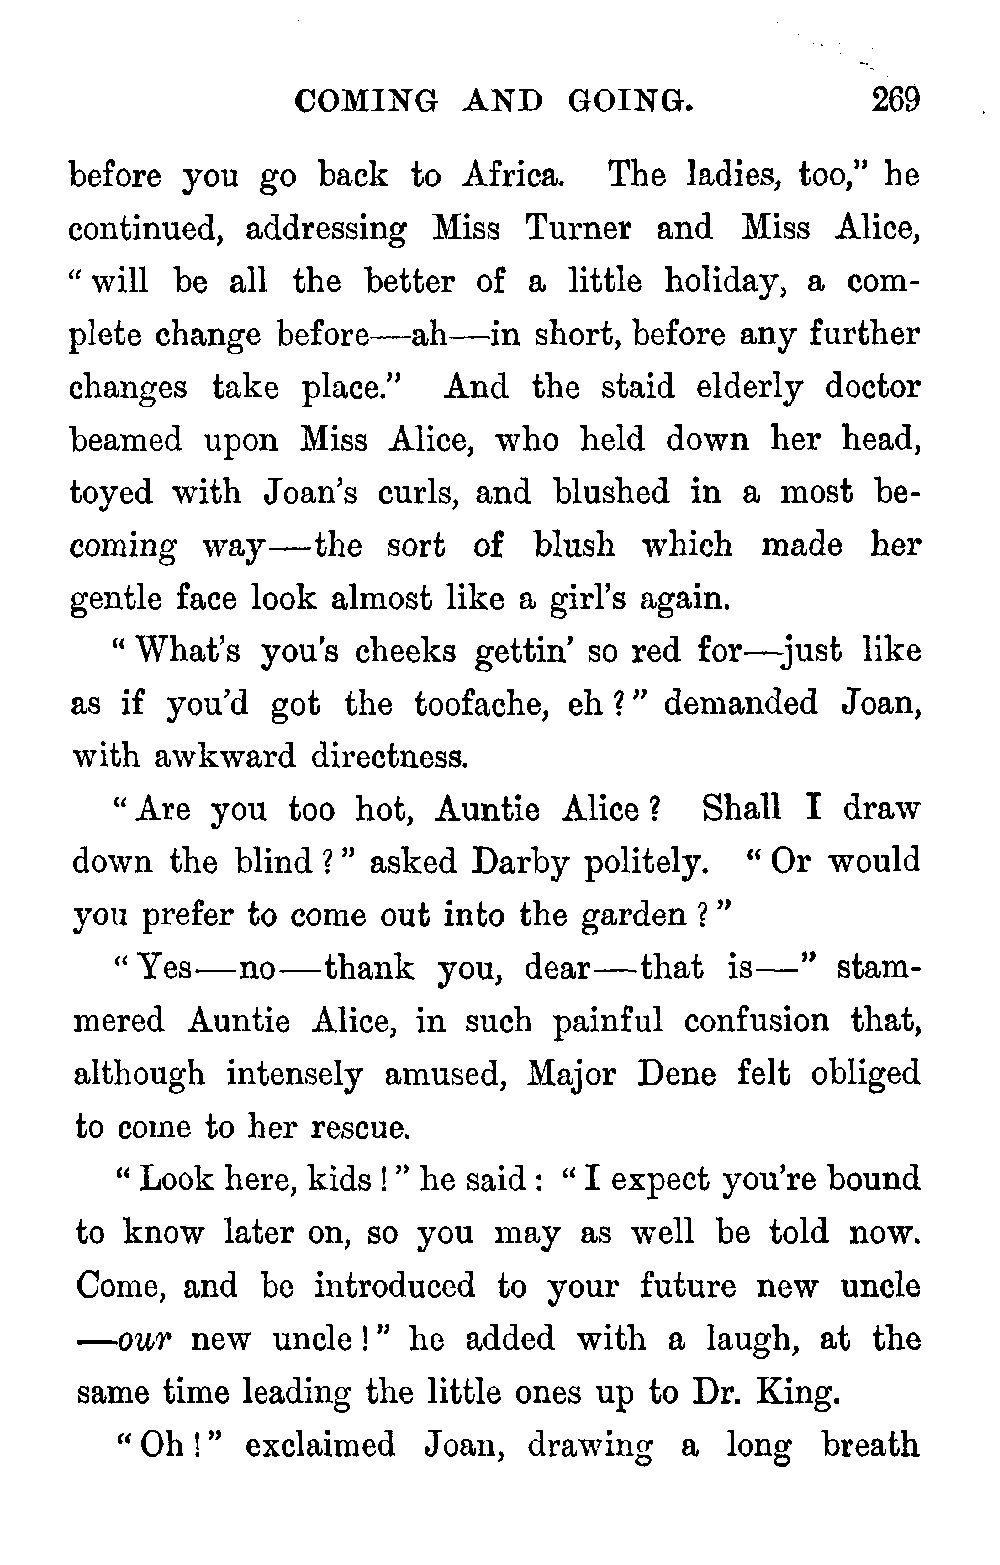 COMING AND GOING. 269
before you go back to Africa. The ladies, too,” he
continued, addressing Miss Turner and Miss Alice,
“will be all the better of a little holiday, a com-
plete change before—ah—in short, before any further
changes take place.” And the staid elderly doctor
beamed upon Miss Alice, who held down her head,
toyed with Joan’s curls, and blushed in a most be-
coming way—the sort of blush which made her
gentle face look almost like a girl’s again.
“What’s you’s cheeks gettin’ so red for—just like
as if you’d got the toofache, eh?” demanded Joan,
with awkward directness.
“Are you too hot, Auntie Alice? Shall I draw
down the blind?” asked Darby politely. “Or would
you prefer to come out into the garden?”
“Yes—no—thank you, dear—that is—” stam-
mered Auntie Alice, in such painful confusion that,
although intensely amused, Major Dene felt obliged
to come to her rescue.
“Look here, kids!” he said: “I expect you’re bound
to know later on, so you may as well be told now.
Come, and be introduced to your future new uncle
—our new uncle!” he added with a laugh, at the
same time leading the little ones up to Dr. King.
“Oh!” exclaimed Joan, drawing a long breath